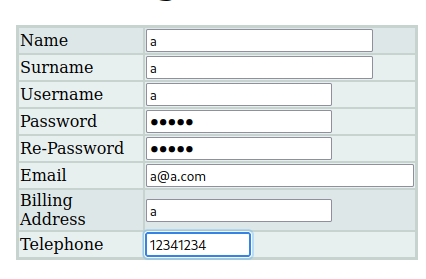 Name a
Surname a
Username a
Password •••••
Re-Password •••••
Email a@a.com
Billing
Address a
Telephone 12341234